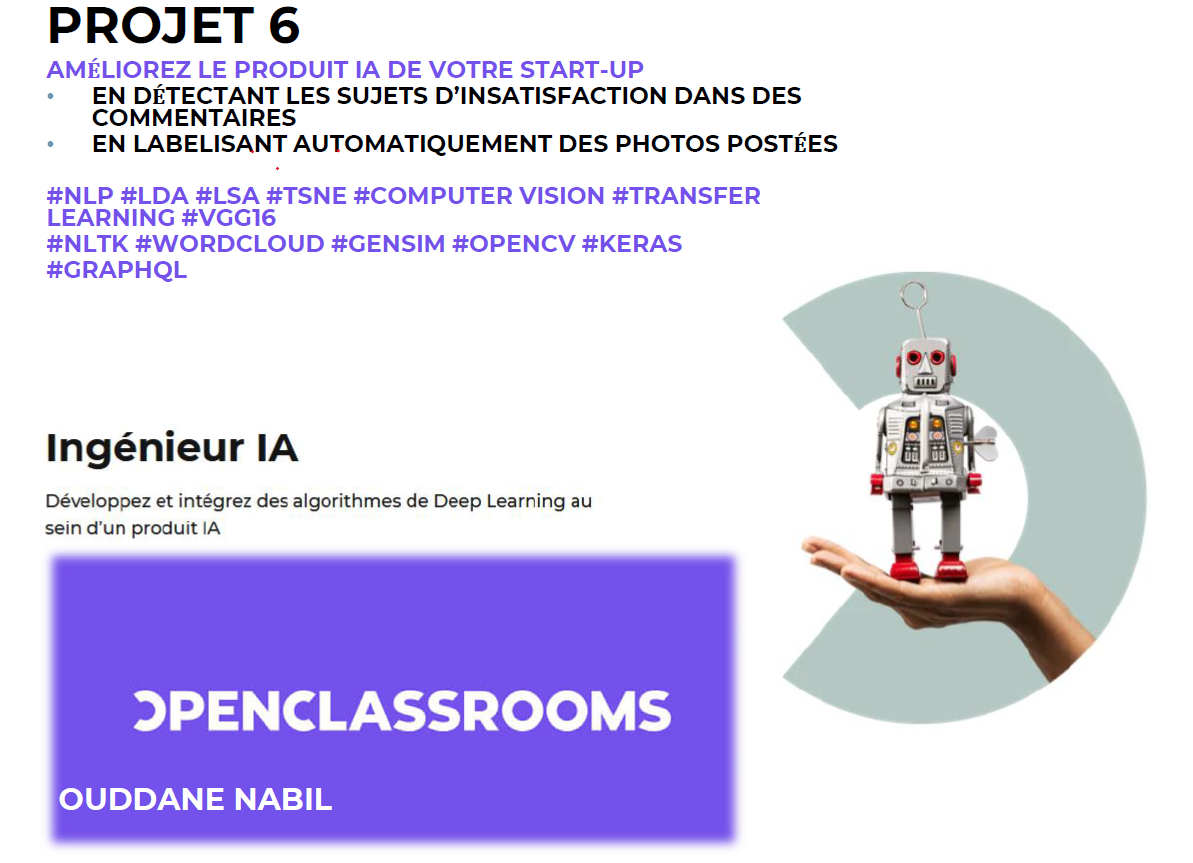 PROJET 6
AMÉLIOREZ LE PRODUIT IA DE VOTRE START-UP
• EN DÉTECTANT LES SUJETS D’INSATISFACTION DANS DES
COMMENTAIRES
• EN LABELISANT AUTOMATIQUEMENT DES PHOTOS POSTÉES
#NLP #LDA #LSA #TSNE #COMPUTER VISION #TRANSFER
LEARNING #VGG16
#NLTK #WORDCLOUD #GENSIM #OPENCV #KERAS
#GRAPHQL
Ingénieur IA
Développez et intégrez des algorithmes de Deep Learning au
sein d’un produit IA
OPENCLASSROOMS
OUDDANE NABIL